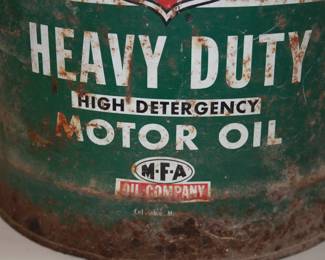 HEAVY DUTY
HIGH DETERGENCY
MOTOR OIL
M·F·A
OIL COMPANY